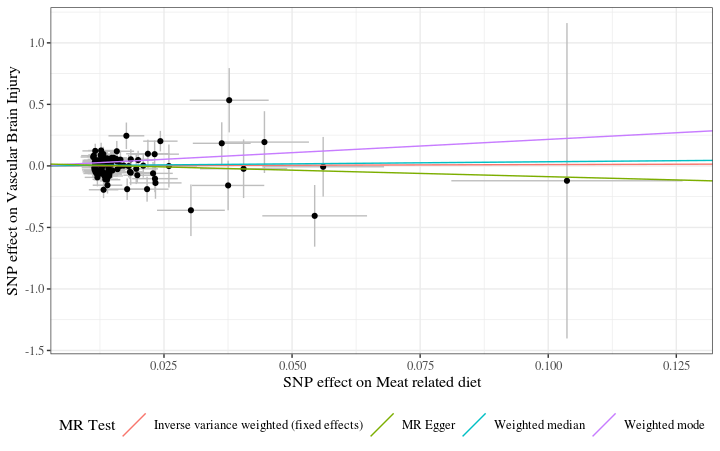 SNP effect on Vascular Brain Injury
1.0
0.5
0.0
-0.5
-1.0
-1.5
0.025
0.050
0.075
0.100
0.125
SNP effect on Meat related diet
MR Test
Inverse variance weighted (fixed effects)
MR Egger
Weighted median
Weighted mode